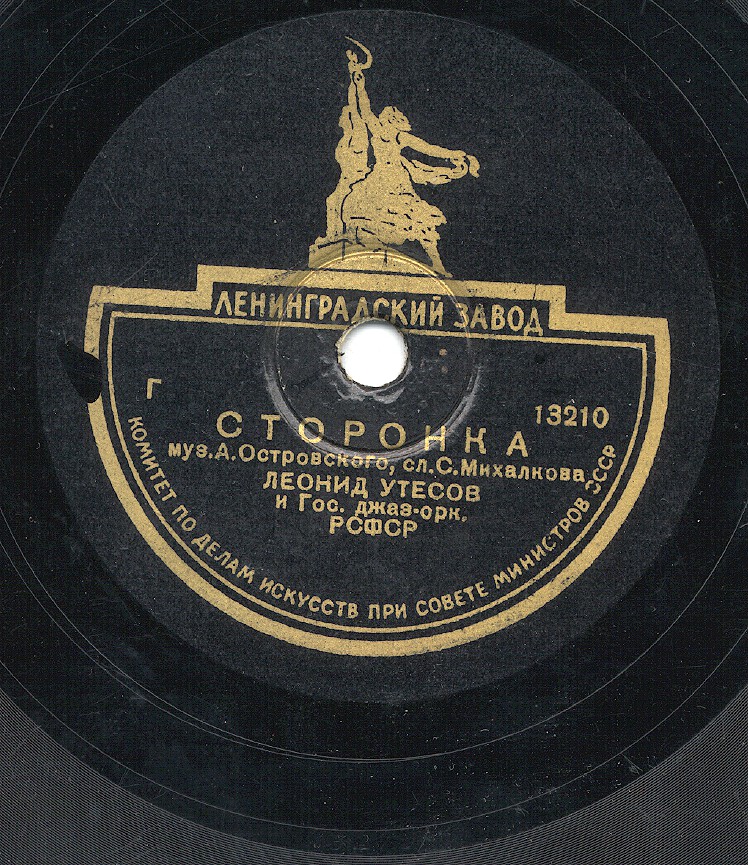 ЛЕНИНГРАДСКИЙ ЗАВОД
Г 13210
СТОРОНКА
муз.А.Островского, сл.С.Михалкова
ЛЕОНИД УТЕСОВ
и Гос. джаз-орк.
РСФСР
КОМИТЕТ ПО ДЕЛАМ ИСКУССТВ ПРИ СОВЕТЕ МИНИСТРОВ СССР